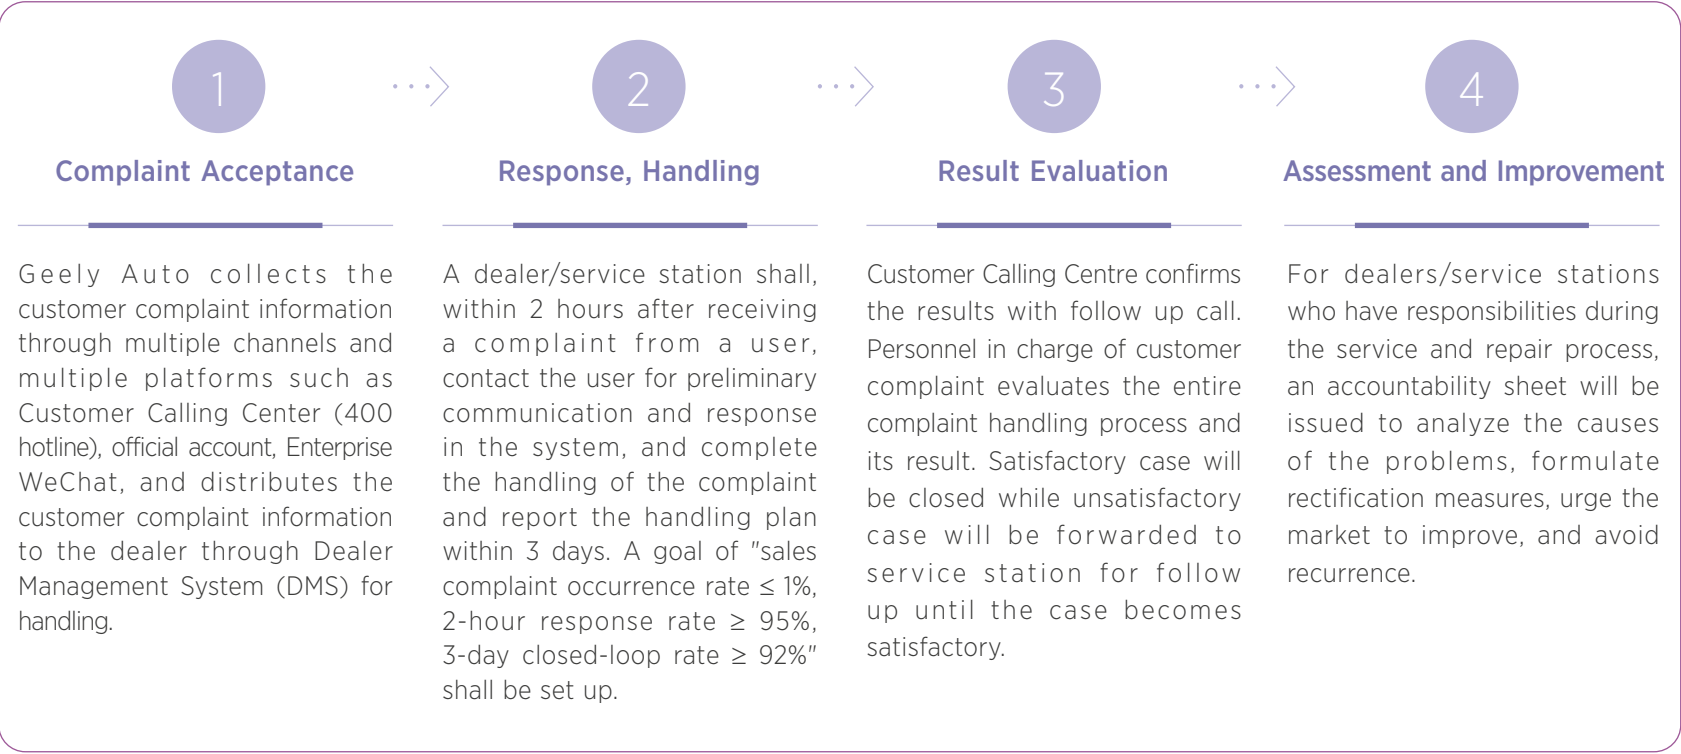 1
Complaint Acceptance
Geely Auto collects the
customer complaint information
through multiple channels and
multiple platforms such as
Customer Calling Center (400
hotline), official account, Enterprise
WeChat, and distributes the
customer complaint information
to the dealer through Dealer
Management System (DMS) for
handling.
2
Response, Handling
A dealer/service station shall,
within 2 hours after receiving
a complaint from a user,
contact the user for preliminary
communication and response
in the system, and complete
the handling of the complaint
and report the handling plan
within 3 days. A goal of "sales
complaint occurrence rate ≤ 1%,
2-hour response rate ≥ 95%,
3-day closed-loop rate ≥ 92%"
shall be set up.
3
Result Evaluation
Customer Calling Centre confirms
the results with follow up call.
Personnel in charge of customer
complaint evaluates the entire
complaint handling process and
its result. Satisfactory case will
be closed while unsatisfactory
case will be forwarded to
service station for follow
up until the case becomes
satisfactory.
4
Assessment and Improvement
For dealers/service stations
who have responsibilities during
the service and repair process,
an accountability sheet will be
issued to analyze the causes
of the problems, formulate
rectification measures, urge the
market to improve, and avoid
recurrence.